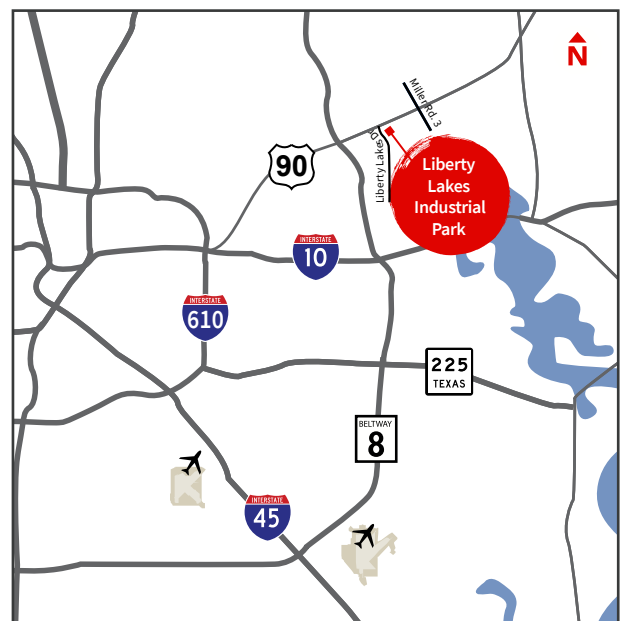 N
Miller Rd. 3
90
Liberty Lakes Dr.
Liberty
Lakes
Industrial
Park
INTERSTATE
10
INTERSTATE
610
225
TEXAS
BELTWAY
8
INTERSTATE
45